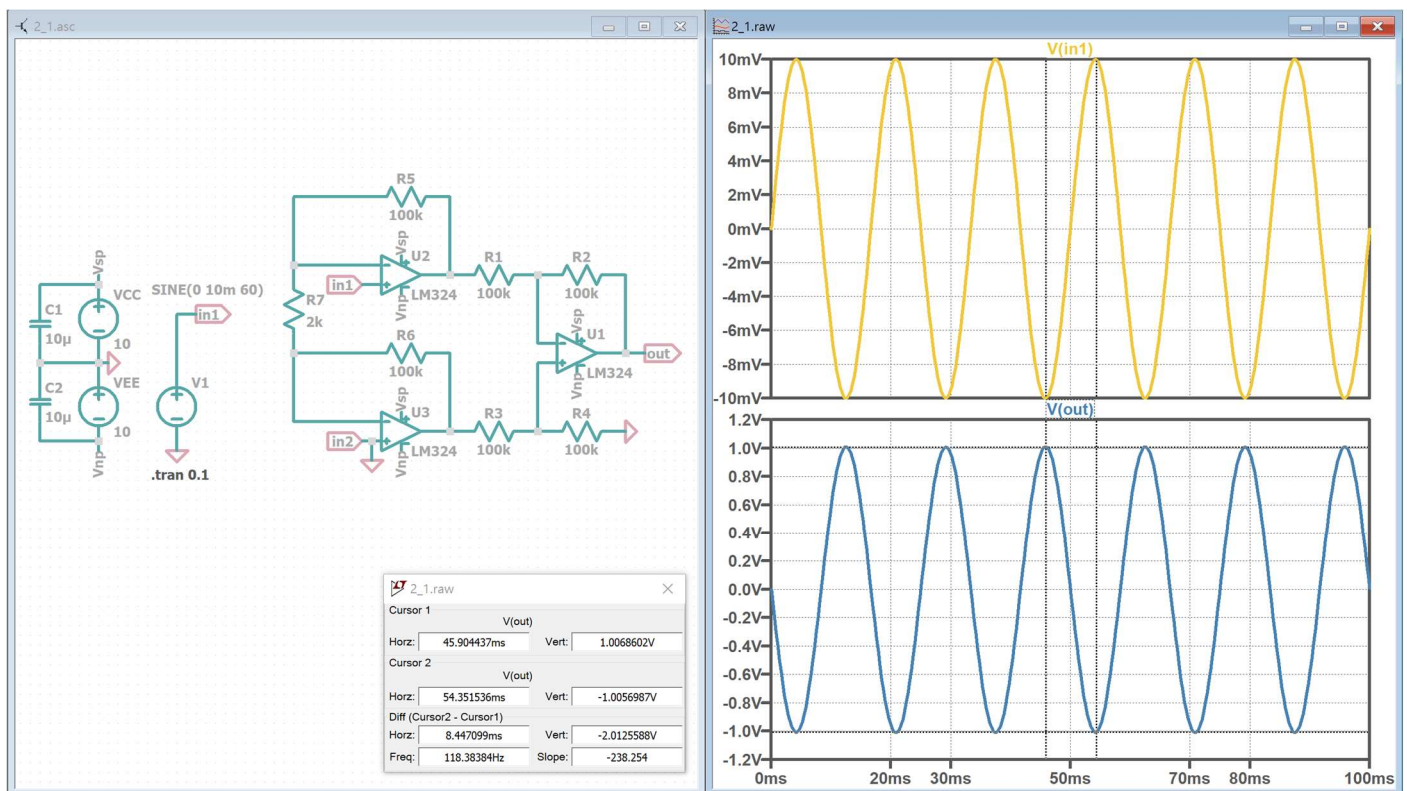 2_1.asc
R5
100k
Vsp
U2
in1
LM324
Vnp
R1
100k
R2
100k
Vsp
VCC
C1
10µ
10
SINE(0 10m 60)
in1
R7
2k
R6
100k
Vsp
U1
out
LM324
Vnp
C2
10µ
VEE
10
V1
Vsp
U3
in2
LM324
Vnp
R3
100k
R4
100k
Vnp
.tran 0.1
2_1.raw
Cursor 1
V(out)
Horz: 45.904437ms Vert: 1.0068602V
Cursor 2
V(out)
Horz: 54.351536ms Vert: -1.0056987V
Diff (Cursor2 - Cursor1)
Horz: 8.447099ms Vert: -2.0125588V
Freq: 118.38384Hz Slope: -238.254
2_1.raw
V(in1)
10mV
8mV
6mV
4mV
2mV
0mV
-2mV
-4mV
-6mV
-8mV
-10mV
V(out)
1.2V
1.0V
0.8V
0.6V
0.4V
0.2V
0.0V
-0.2V
-0.4V
-0.6V
-0.8V
-1.0V
-1.2V
0ms 20ms 30ms 50ms 70ms 80ms 100ms